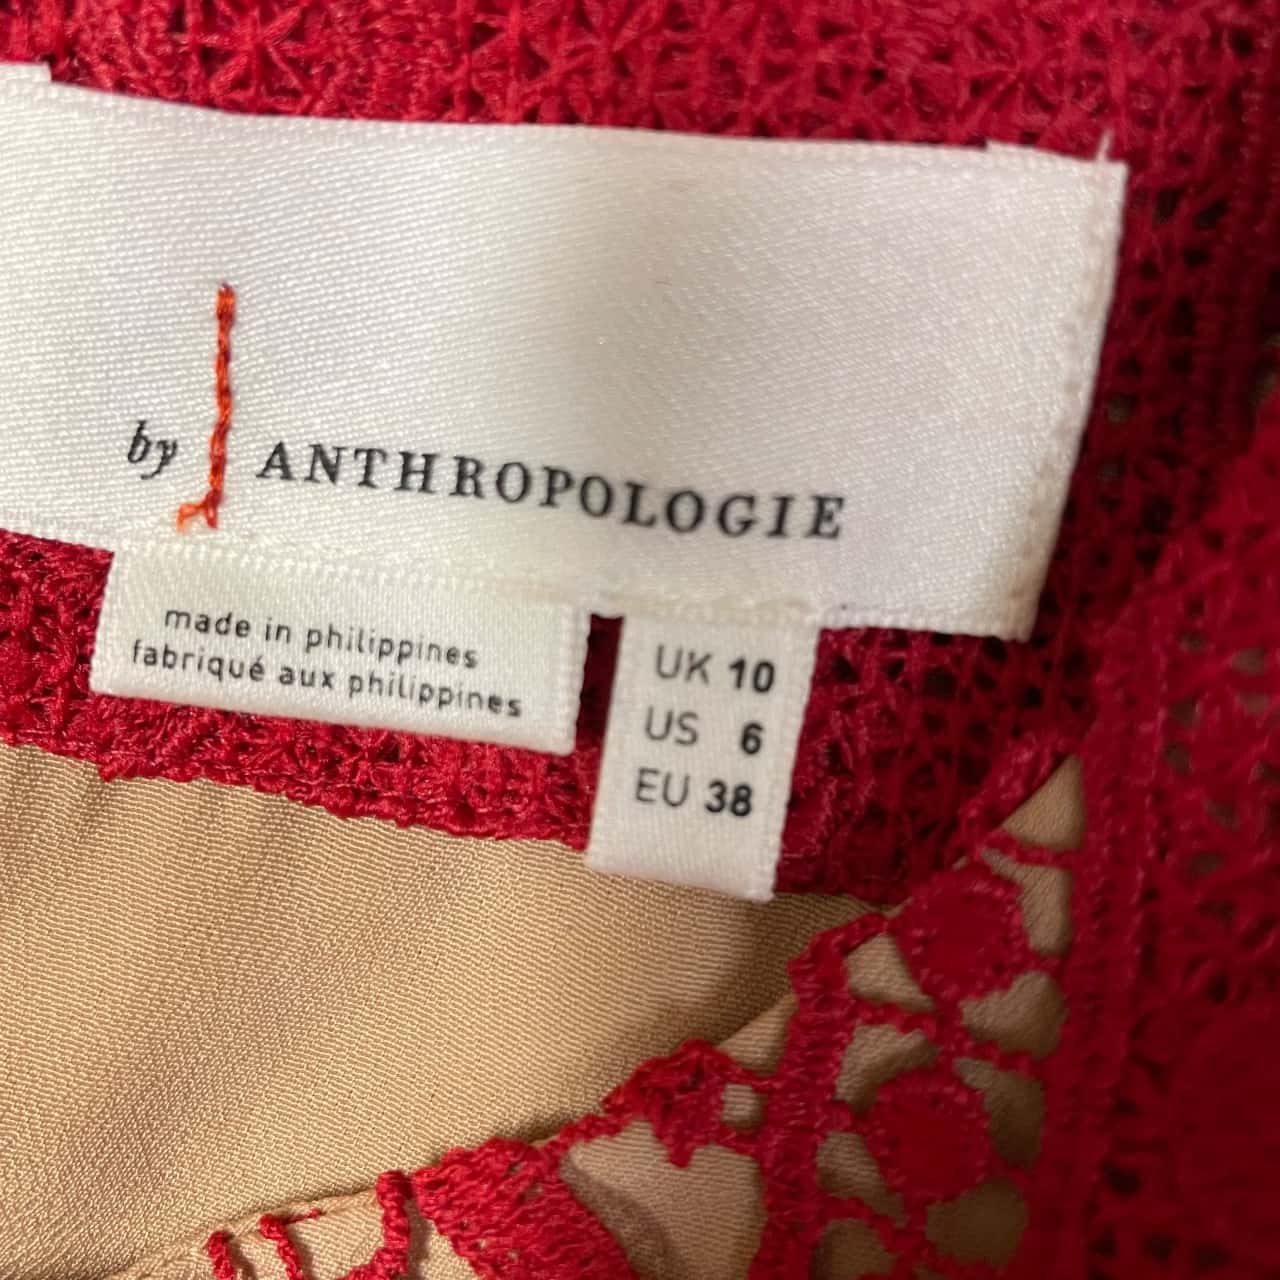 by ANTHROPOLOGIE
made in philippines
fabriqué aux philippines
UK 10
US 6
EU 38